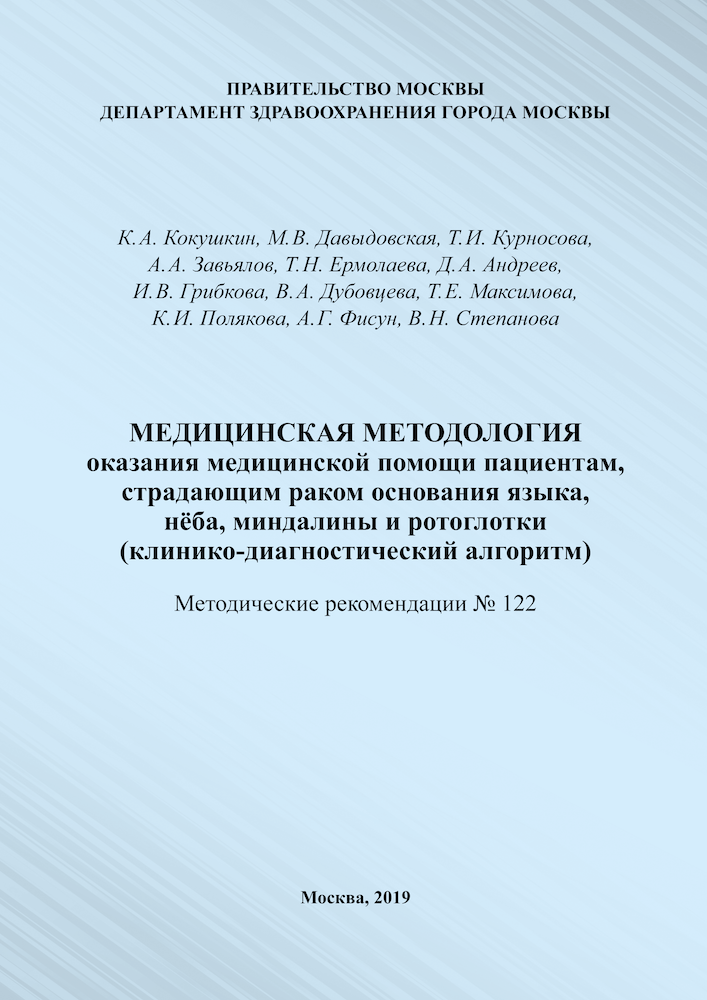 ПРАВИТЕЛЬСТВО МОСКВЫ
ДЕПАРТАМЕНТ ЗДРАВООХРАНЕНИЯ ГОРОДА МОСКВЫ
К. А. Кокушкин, М. В. Давыдовская, Т. И. Курносова,
А. А. Завьялов, Т. Н. Ермолаева, Д. А. Андреев,
И. В. Грибкова, В. А. Дубовцева, Т. Е. Максимова,
К. И. Полякова, А. Г. Фисун, В. Н. Степанова
МЕДИЦИНСКАЯ МЕТОДОЛОГИЯ
оказания медицинской помощи пациентам,
страдающим раком основания языка,
нёба, миндалины и ротоглотки
(клинико-диагностический алгоритм)
Методические рекомендации № 122
Москва, 2019